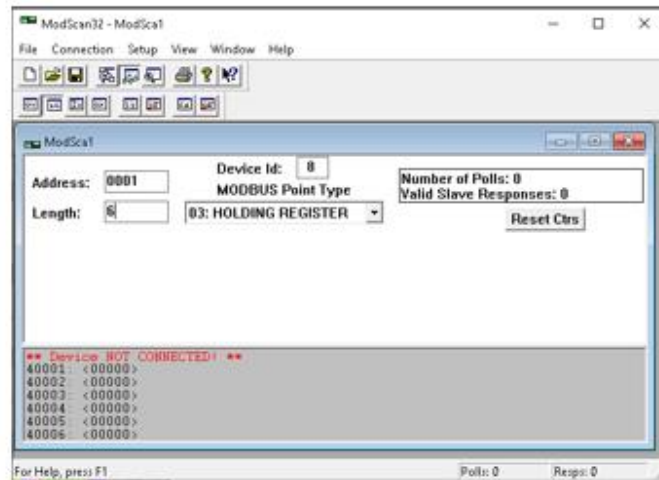 ModScan32 - ModSca1
File Connection Setup View Window Help
ModSca1
Address: 0001
Device Id: 8
MODBUS Point Type
Number of Polls: 0
Valid Slave Responses: 0
Length: 6
03: HOLDING REGISTER
Reset Ctrs
** Device NOT CONNECTED! **
40001: <00000>
40002: <00000>
40003: <00000>
40004: <00000>
40005: <00000>
40006: <00000>
For Help, press F1
Polls: 0
Resps: 0